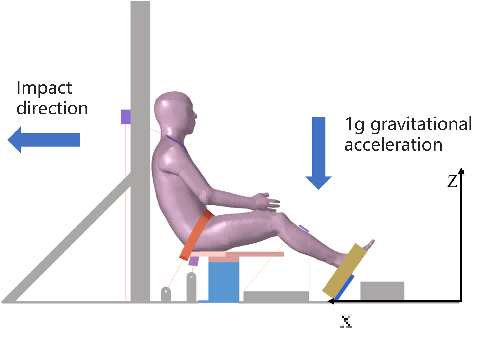 Impact
direction
1g gravitational
acceleration
Z
X